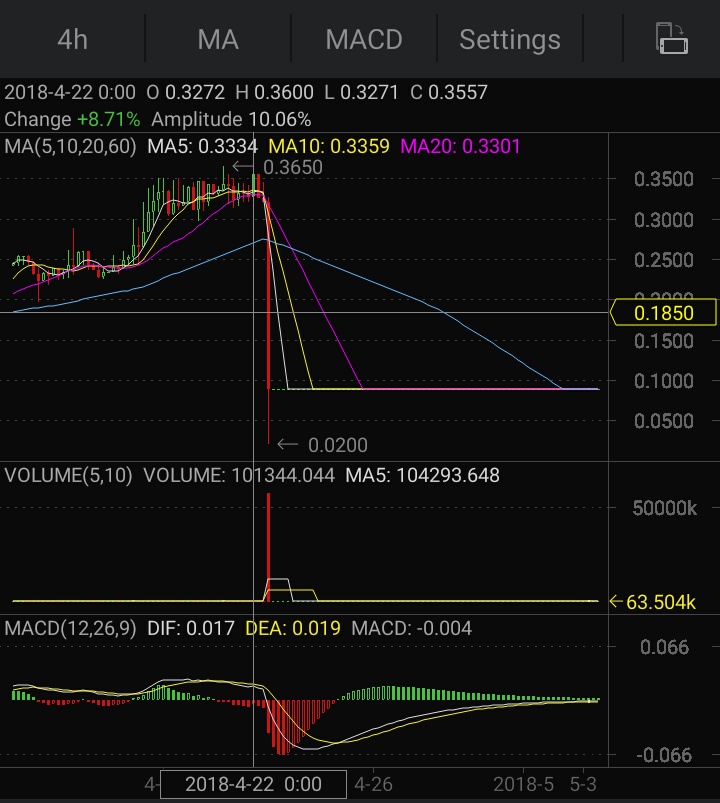 4h MA MACD Settings
2018-4-22 0:00 O 0.3272 H 0.3600 L 0.3271 C 0.3557
Change +8.71% Amplitude 10.06%
MA(5,10,20,60) MA5: 0.3334 MA10: 0.3359 MA20: 0.3301
0.3650
0.3500
0.3000
0.2500
0.2000
0.1850
0.1500
0.1000
0.0500
0.0200
VOLUME(5,10) VOLUME: 101344.044 MA5: 104293.648
50000k
63.504k
MACD(12,26,9) DIF: 0.017 DEA: 0.019 MACD: -0.004
0.066
-0.066
4- 2018-4-22 0:00 4-26 2018-5 5-3